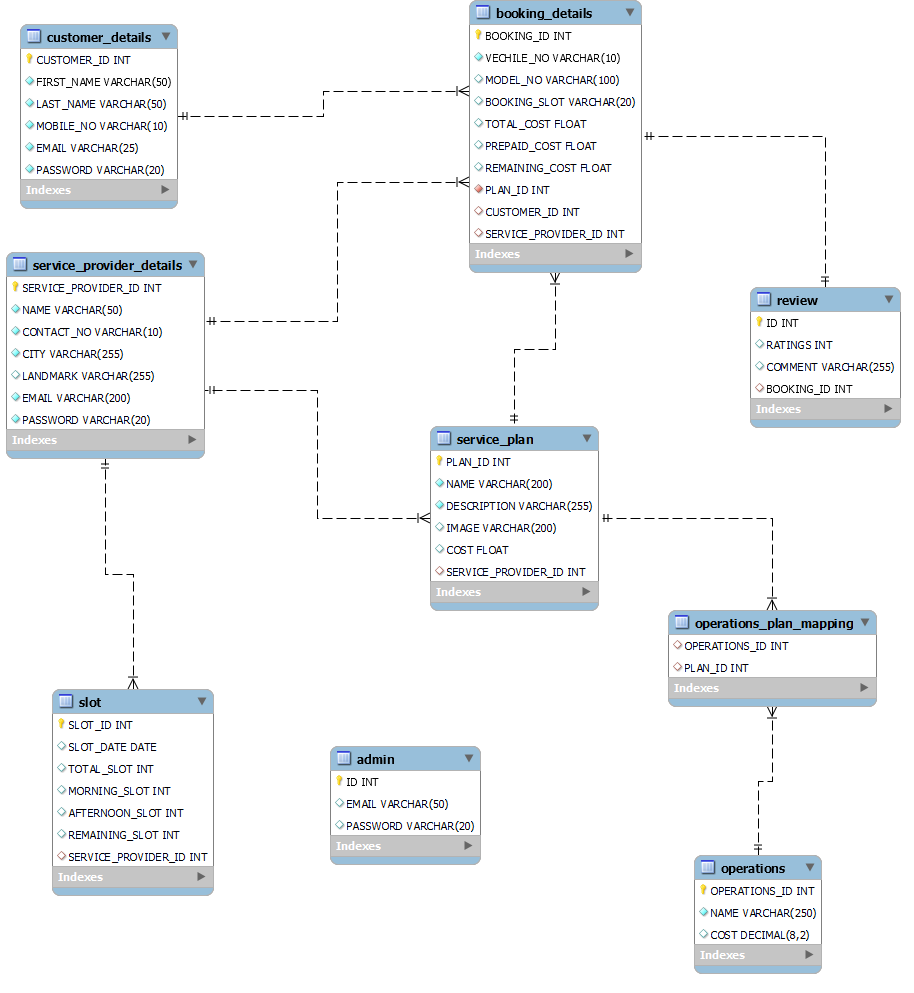 customer_details
CUSTOMER_ID INT
FIRST_NAME VARCHAR(50)
LAST_NAME VARCHAR(50)
MOBILE_NO VARCHAR(10)
EMAIL VARCHAR(25)
PASSWORD VARCHAR(20)
Indexes
booking_details
BOOKING_ID INT
VECHILE_NO VARCHAR(10)
MODEL_NO VARCHAR(100)
BOOKING_SLOT VARCHAR(20)
TOTAL_COST FLOAT
PREPAID_COST FLOAT
REMAINING_COST FLOAT
PLAN_ID INT
CUSTOMER_ID INT
SERVICE_PROVIDER_ID INT
Indexes
service_provider_details
SERVICE_PROVIDER_ID INT
NAME VARCHAR(50)
CONTACT_NO VARCHAR(10)
CITY VARCHAR(255)
LANDMARK VARCHAR(255)
EMAIL VARCHAR(200)
PASSWORD VARCHAR(20)
Indexes
review
ID INT
RATINGS INT
COMMENT VARCHAR(255)
BOOKING_ID INT
Indexes
service_plan
PLAN_ID INT
NAME VARCHAR(200)
DESCRIPTION VARCHAR(255)
IMAGE VARCHAR(200)
COST FLOAT
SERVICE_PROVIDER_ID INT
Indexes
operations_plan_mapping
OPERATIONS_ID INT
PLAN_ID INT
Indexes
slot
SLOT_ID INT
SLOT_DATE DATE
TOTAL_SLOT INT
MORNING_SLOT INT
AFTERNOON_SLOT INT
REMAINING_SLOT INT
SERVICE_PROVIDER_ID INT
Indexes
admin
ID INT
EMAIL VARCHAR(50)
PASSWORD VARCHAR(20)
Indexes
operations
OPERATIONS_ID INT
NAME VARCHAR(250)
COST DECIMAL(8,2)
Indexes